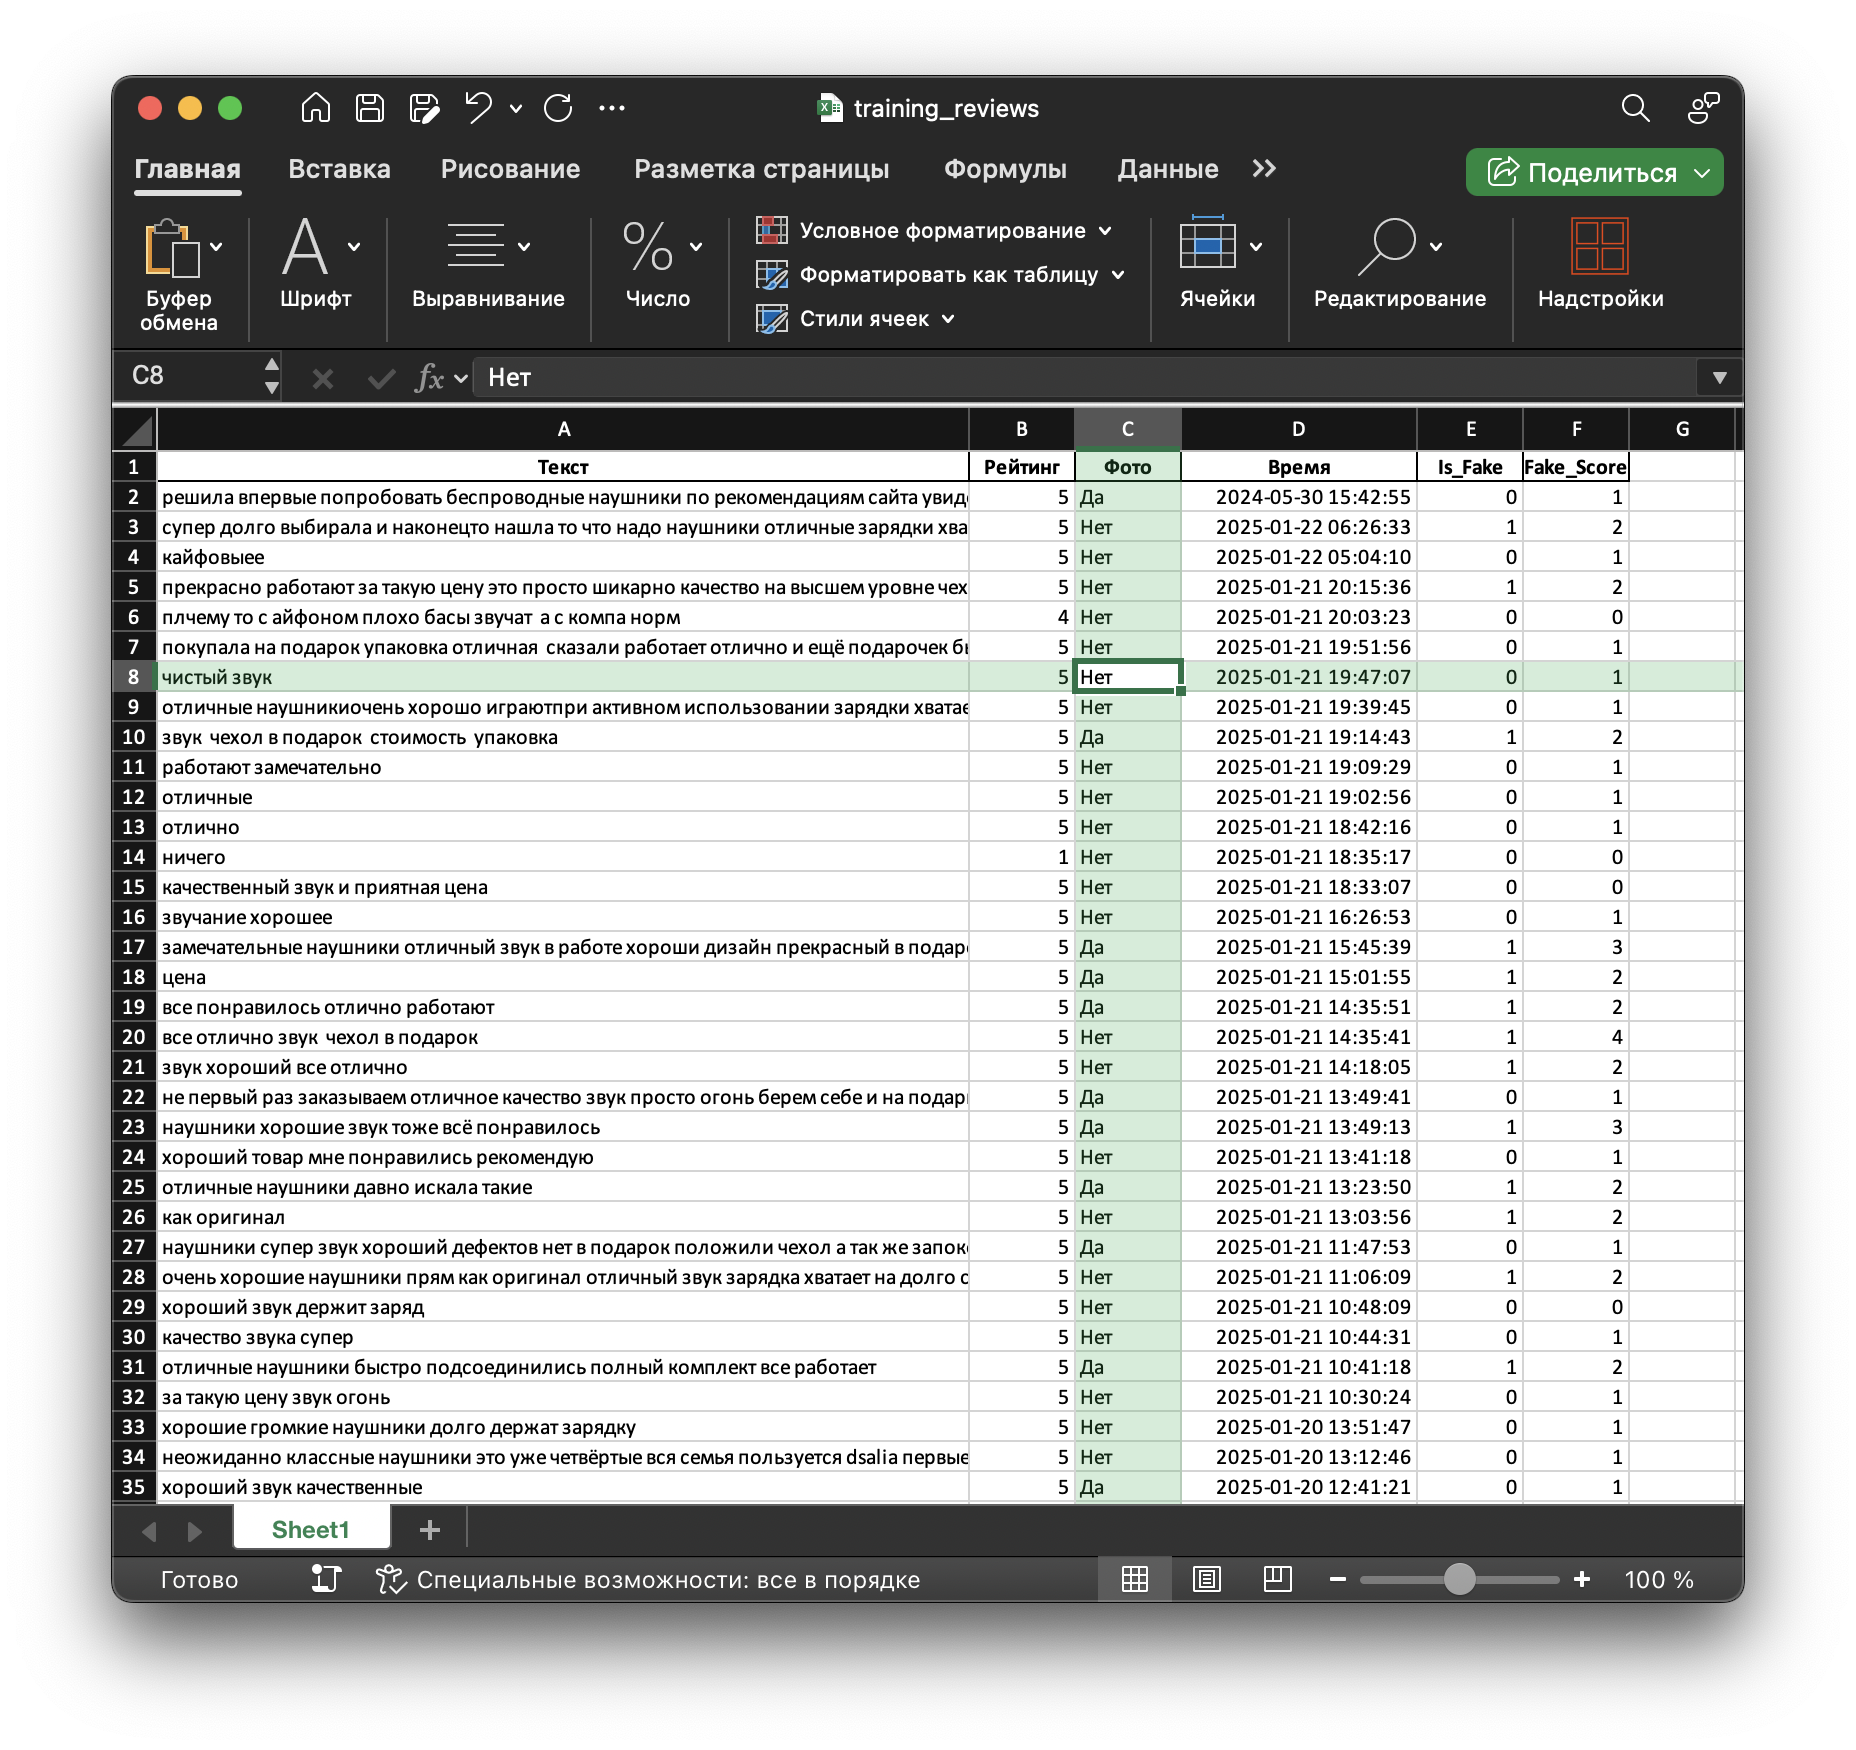 training_reviews
Главная Вставка Рисование Разметка страницы Формулы Данные >> Поделиться
Буфер обмена Шрифт Выравнивание Число
Условное форматирование
Форматировать как таблицу
Стили ячеек
Ячейки Редактирование Надстройки
C8 fx Нет
A B C D E F G
1 Текст Рейтинг Фото Время Is_Fake Fake_Score
2 решила впервые попробовать беспроводные наушники по рекомендациям сайта увид 5 Да 2024-05-30 15:42:55 0 1
3 супер долго выбирала и наконецто нашла то что надо наушники отличные зарядки хва 5 Нет 2025-01-22 06:26:33 1 2
4 кайфовыее 5 Нет 2025-01-22 05:04:10 0 1
5 прекрасно работают за такую цену это просто шикарно качество на высшем уровне чех 5 Нет 2025-01-21 20:15:36 1 2
6 плчему то с айфоном плохо басы звучат а с компа норм 4 Нет 2025-01-21 20:03:23 0 0
7 покупала на подарок упаковка отличная сказали работает отлично и ещё подарочек бы 5 Нет 2025-01-21 19:51:56 0 1
8 чистый звук 5 Нет 2025-01-21 19:47:07 0 1
9 отличные наушникиочень хорошо играютпри активном использовании зарядки хватае 5 Нет 2025-01-21 19:39:45 0 1
10 звук чехол в подарок стоимость упаковка 5 Да 2025-01-21 19:14:43 1 2
11 работают замечательно 5 Нет 2025-01-21 19:09:29 0 1
12 отличные 5 Нет 2025-01-21 19:02:56 0 1
13 отлично 5 Нет 2025-01-21 18:42:16 0 1
14 ничего 1 Нет 2025-01-21 18:35:17 0 0
15 качественный звук и приятная цена 5 Нет 2025-01-21 18:33:07 0 0
16 звучание хорошее 5 Нет 2025-01-21 16:26:53 0 1
17 замечательные наушники отличный звук в работе хороши дизайн прекрасный в подар 5 Да 2025-01-21 15:45:39 1 3
18 цена 5 Да 2025-01-21 15:01:55 1 2
19 все понравилось отлично работают 5 Да 2025-01-21 14:35:51 1 2
20 все отлично звук чехол в подарок 5 Нет 2025-01-21 14:35:41 1 4
21 звук хороший все отлично 5 Нет 2025-01-21 14:18:05 1 2
22 не первый раз заказываем отличное качество звук просто огонь берем себе и на подар 5 Да 2025-01-21 13:49:41 0 1
23 наушники хорошие звук тоже всё понравилось 5 Да 2025-01-21 13:49:13 1 3
24 хороший товар мне понравились рекомендую 5 Нет 2025-01-21 13:41:18 0 1
25 отличные наушники давно искала такие 5 Да 2025-01-21 13:23:50 1 2
26 как оригинал 5 Нет 2025-01-21 13:03:56 1 2
27 наушники супер звук хороший дефектов нет в подарок положили чехол а так же запок 5 Да 2025-01-21 11:47:53 0 1
28 очень хорошие наушники прям как оригинал отличный звук зарядка хватает на долго с 5 Нет 2025-01-21 11:06:09 1 2
29 хороший звук держит заряд 5 Нет 2025-01-21 10:48:09 0 0
30 качество звука супер 5 Нет 2025-01-21 10:44:31 0 1
31 отличные наушники быстро подсоединились полный комплект все работает 5 Да 2025-01-21 10:41:18 1 2
32 за такую цену звук огонь 5 Нет 2025-01-21 10:30:24 0 1
33 хорошие громкие наушники долго держат зарядку 5 Нет 2025-01-20 13:51:47 0 1
34 неожиданно классные наушники это уже четвёртые вся семья пользуется dsalia первые 5 Нет 2025-01-20 13:12:46 0 1
35 хороший звук качественные 5 Да 2025-01-20 12:41:21 0 1
Sheet1 +
Готово Специальные возможности: все в порядке 100 %